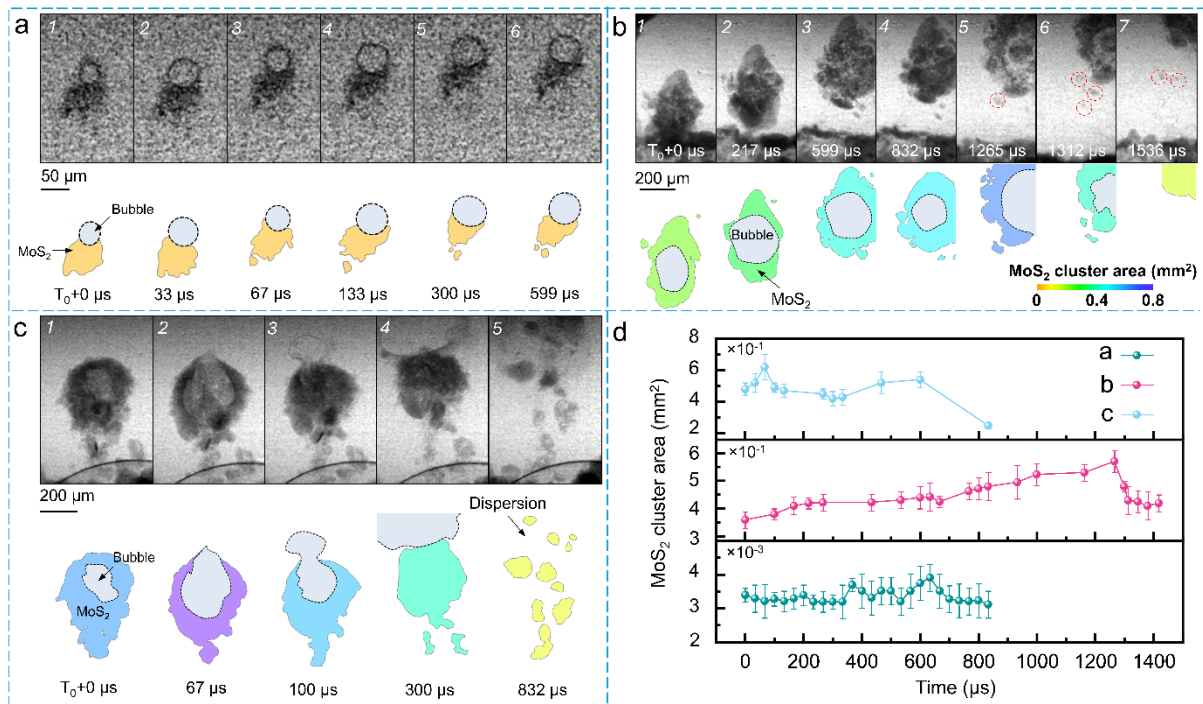 a
1 2 3 4 5 6
50 µm
Bubble
MoS2
T0+0 µs 33 µs 67 µs 133 µs 300 µs 599 µs
b
1 2 3 4 5 6 7
T0+0 µs 217 µs 599 µs 832 µs 1265 µs 1312 µs 1536 µs
200 µm
Bubble
MoS2
MoS2 cluster area (mm2)
0 0.4 0.8
c
1 2 3 4 5
200 µm
Dispersion
Bubble
MoS2
T0+0 µs 67 µs 100 µs 300 µs 832 µs
d
MoS2 cluster area (mm2)
×10-1
8
6
4
2
a
b
c
×10-1
6
5
4
3
×10-3
4
3
2
0 200 400 600 800 1000 1200 1400
Time (µs)